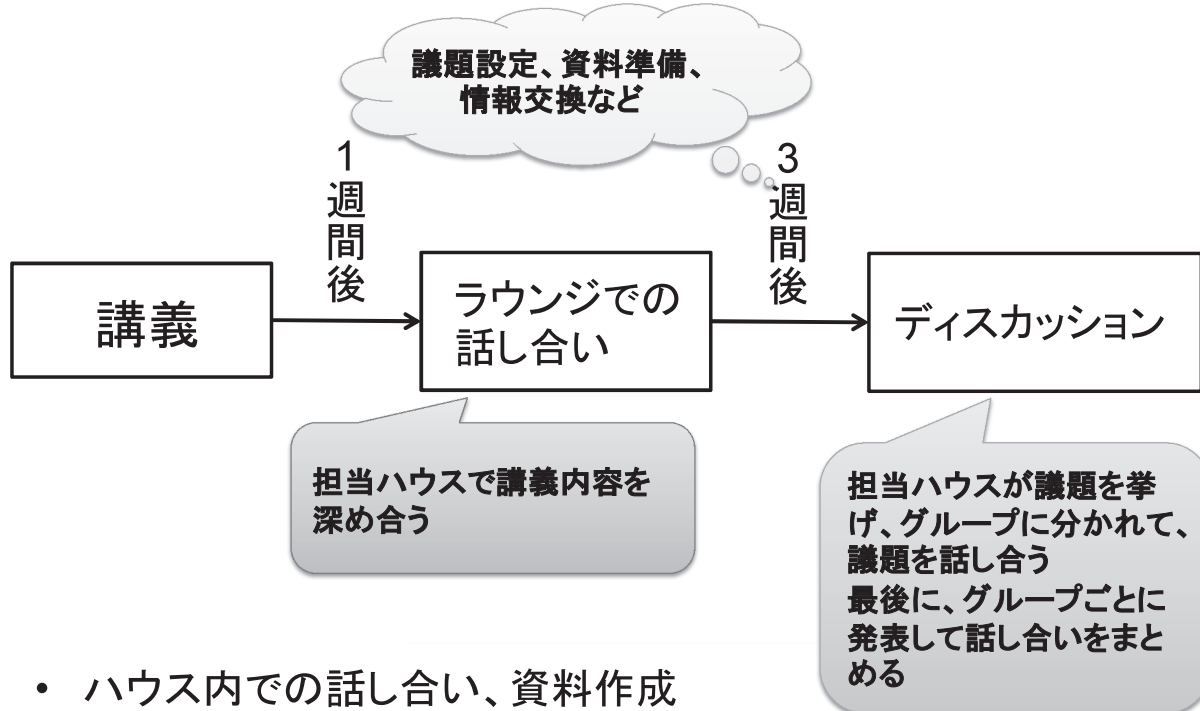 議題設定、資料準備、
情報交換など
1週間後
3週間後
講義
ラウンジでの
話し合い
ディスカッション
担当ハウスで講義内容を
深め合う
担当ハウスが議題を挙
げ、グループに分かれて、
議題を話し合う
最後に、グループごとに
発表して話し合いをまと
める
• ハウス内での話し合い、資料作成